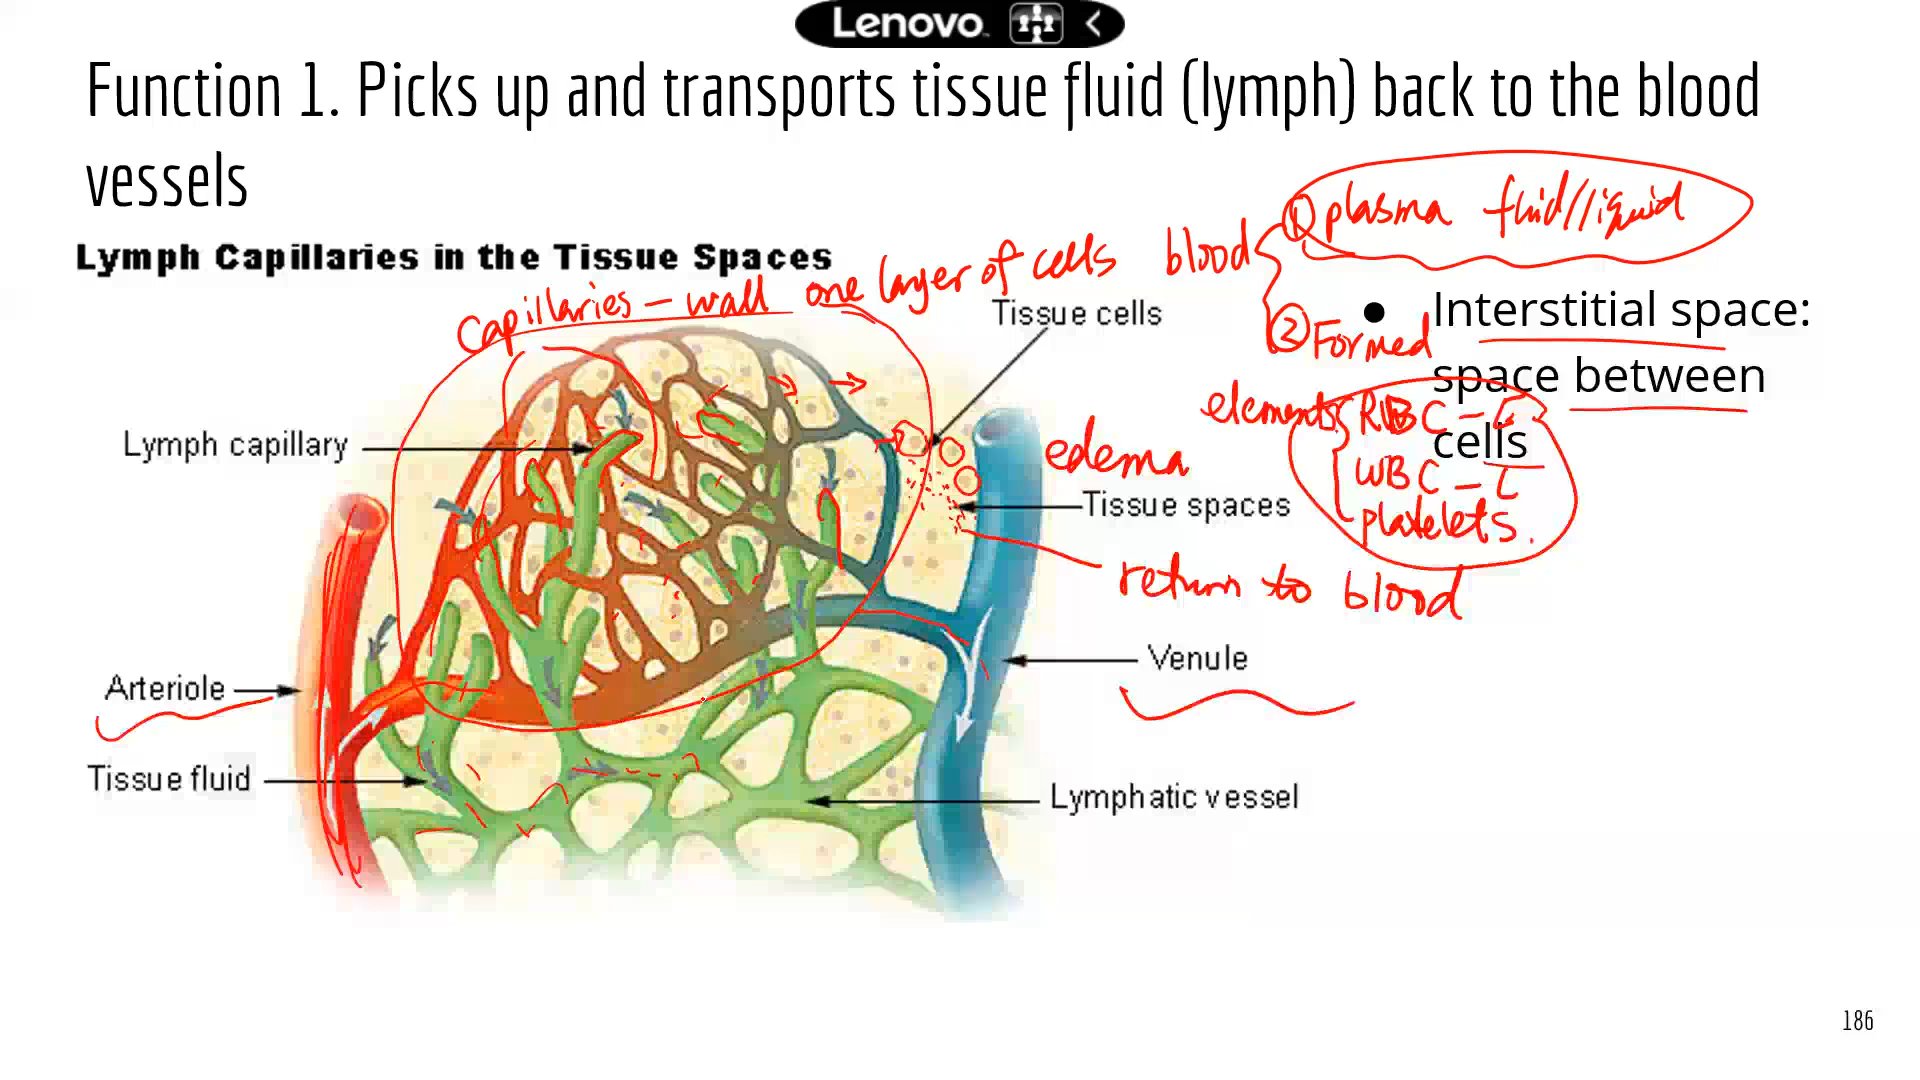 Lenovo
Function 1. Picks up and transports tissue fluid (lymph) back to the blood
vessels
Lymph Capillaries in the Tissue Spaces
Capillaries — wall one layer of cells
blood
① plasma fluid/liquid
② Formed
elements
RBC —
WBC —
platelets.
• Interstitial space:
space between
cells
Tissue cells
Lymph capillary
edema
Tissue spaces
return to blood
Venule
Arteriole
Tissue fluid
Lymphatic vessel
186